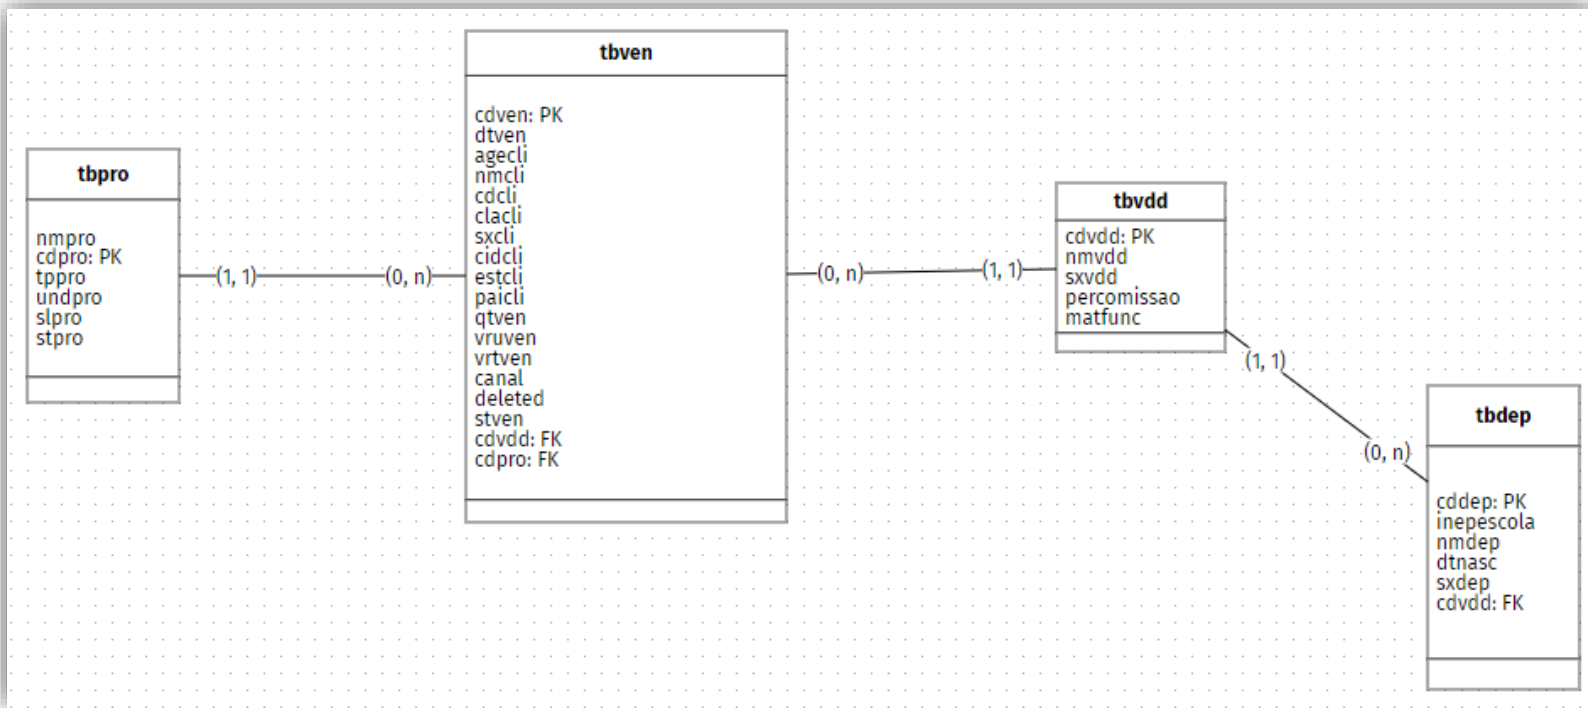 tbpro
nmpro
cdpro: PK
tppro
undpro
slpro
stpro
(1, 1)
(0, n)
tbven
cdven: PK
dtven
agecli
nmcli
cdcli
clacli
sxcli
cidcli
estcli
paicli
qtven
vruven
vrtven
canal
deleted
stven
cdvdd: FK
cdpro: FK
(0, n)
(1, 1)
tbvdd
cdvdd: PK
nmvdd
sxvdd
percomissao
matfunc
(1, 1)
(0, n)
tbdep
cddep: PK
inepescola
nmdep
dtnasc
sxdep
cdvdd: FK